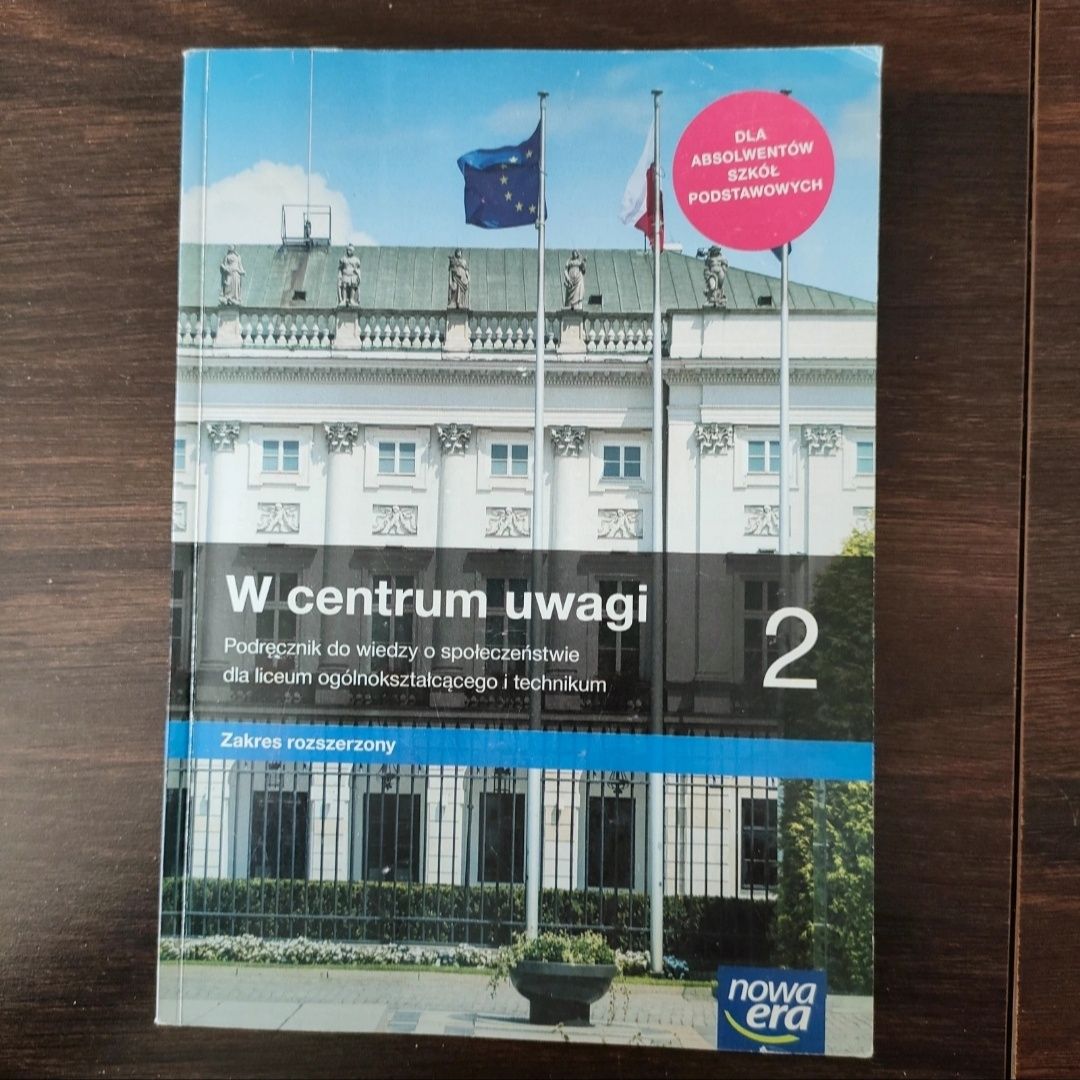 DLA
ABSOLWENTÓW
SZKÓŁ
PODSTAWOWYCH
W centrum uwagi
2
Podręcznik do wiedzy o społeczeństwie
dla liceum ogólnokształcącego i technikum
Zakres rozszerzony
nowa
era